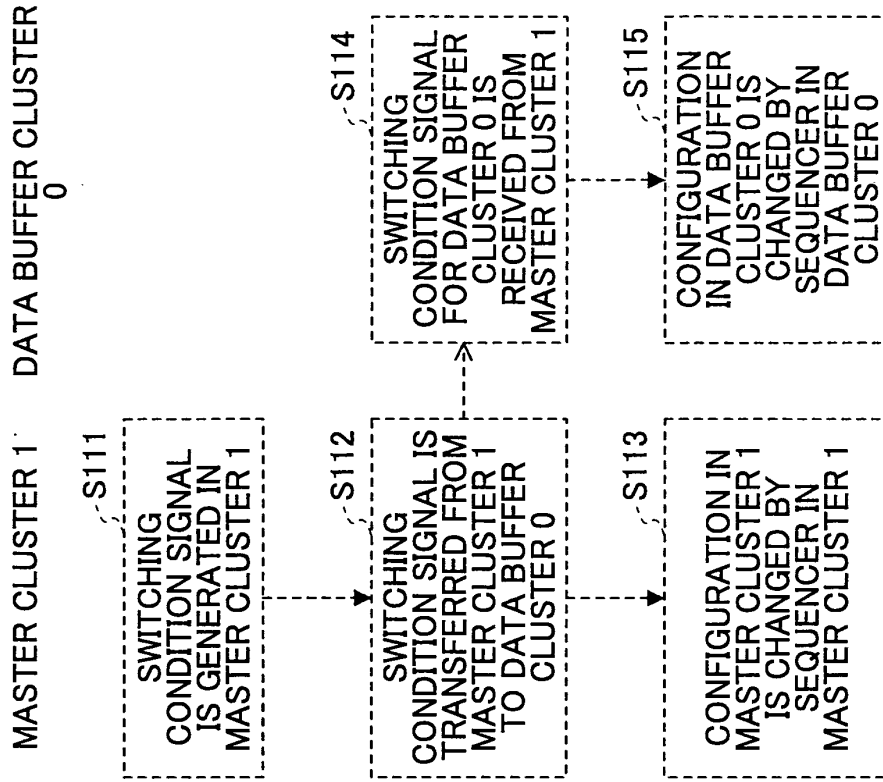 MASTER CLUSTER 1
DATA BUFFER CLUSTER
0
S111
SWITCHING
CONDITION SIGNAL
IS GENERATED IN
MASTER CLUSTER 1
S112
SWITCHING
CONDITION SIGNAL IS
TRANSFERRED FROM
MASTER CLUSTER 1
TO DATA BUFFER
CLUSTER 0
S113
CONFIGURATION IN
MASTER CLUSTER 1
IS CHANGED BY
SEQUENCER IN
MASTER CLUSTER 1
S114
SWITCHING
CONDITION SIGNAL
FOR DATA BUFFER
CLUSTER 0 IS
RECEIVED FROM
MASTER CLUSTER 1
S115
CONFIGURATION
IN DATA BUFFER
CLUSTER 0 IS
CHANGED BY
SEQUENCER IN
DATA BUFFER
CLUSTER 0